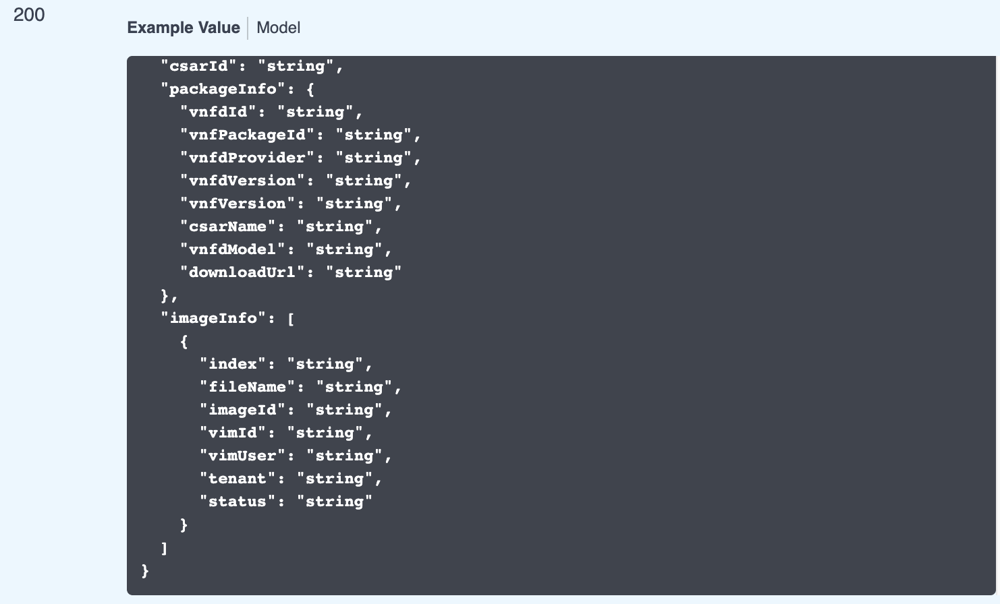 200
Example Value | Model
"csarId": "string",
"packageInfo": {
"vnfdId": "string",
"vnfPackageId": "string",
"vnfdProvider": "string",
"vnfdVersion": "string",
"vnfVersion": "string",
"csarName": "string",
"vnfdModel": "string",
"downloadUrl": "string"
},
"imageInfo": [
{
"index": "string",
"fileName": "string",
"imageId": "string",
"vimId": "string",
"vimUser": "string",
"tenant": "string",
"status": "string"
}
]
}